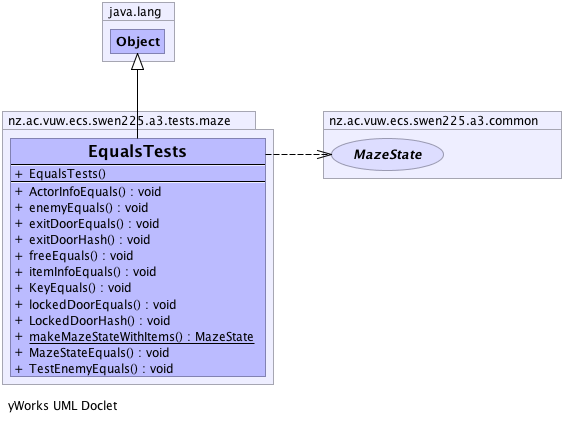 java.lang
Object
nz.ac.vuw.ecs.swen225.a3.tests.maze
EqualsTests
+ EqualsTests()
+ ActorInfoEquals() : void
+ enemyEquals() : void
+ exitDoorEquals() : void
+ exitDoorHash() : void
+ freeEquals() : void
+ itemInfoEquals() : void
+ KeyEquals() : void
+ lockedDoorEquals() : void
+ LockedDoorHash() : void
+ makeMazeStateWithItems() : MazeState
+ MazeStateEquals() : void
+ TestEnemyEquals() : void
nz.ac.vuw.ecs.swen225.a3.common
MazeState
yWorks UML Doclet